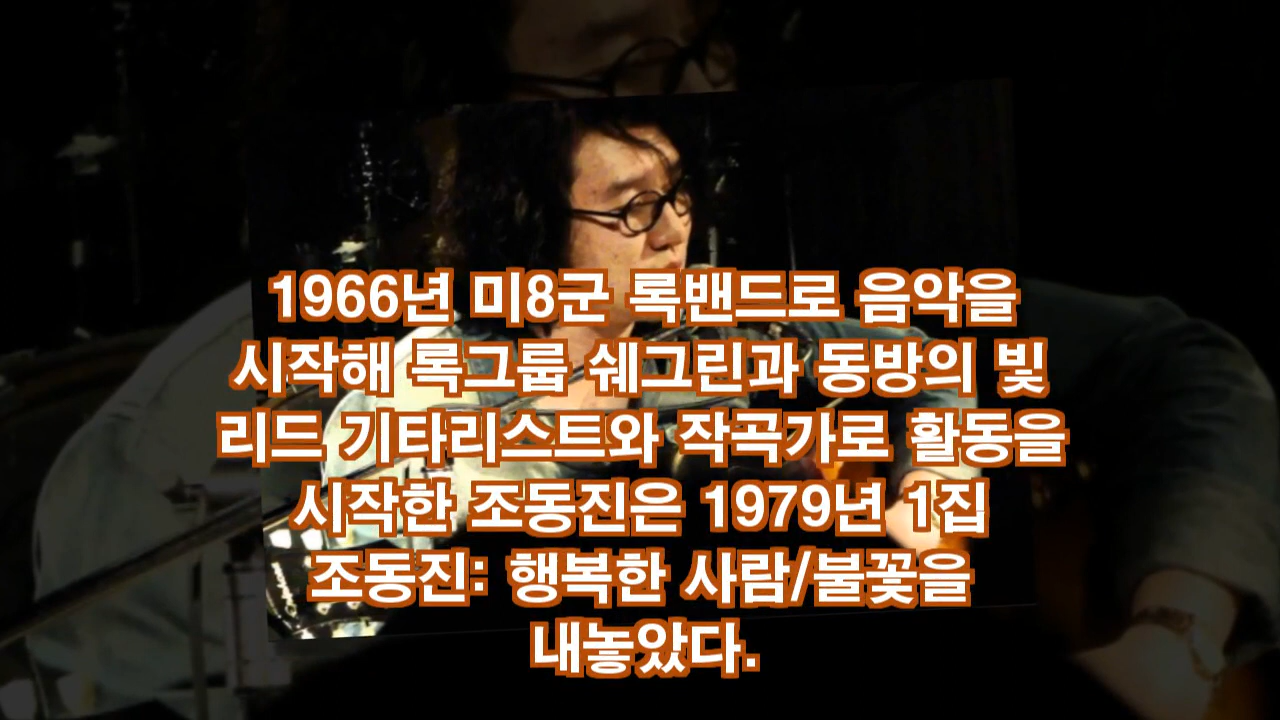 1966년 미8군 록밴드로 음악을
시작해 록그룹 쉐그린과 동방의 빛
리드 기타리스트와 작곡가로 활동을
시작한 조동진은 1979년 1집
조동진: 행복한 사람/불꽃을
내놓았다.